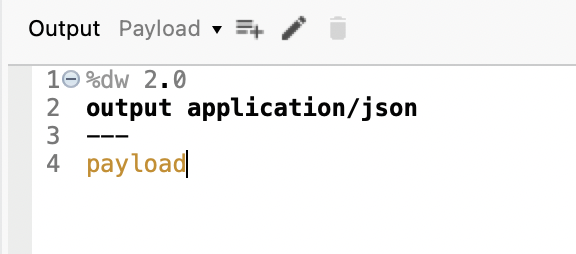 Output Payload
1 %dw 2.0
2 output application/json
3 ---
4 payload